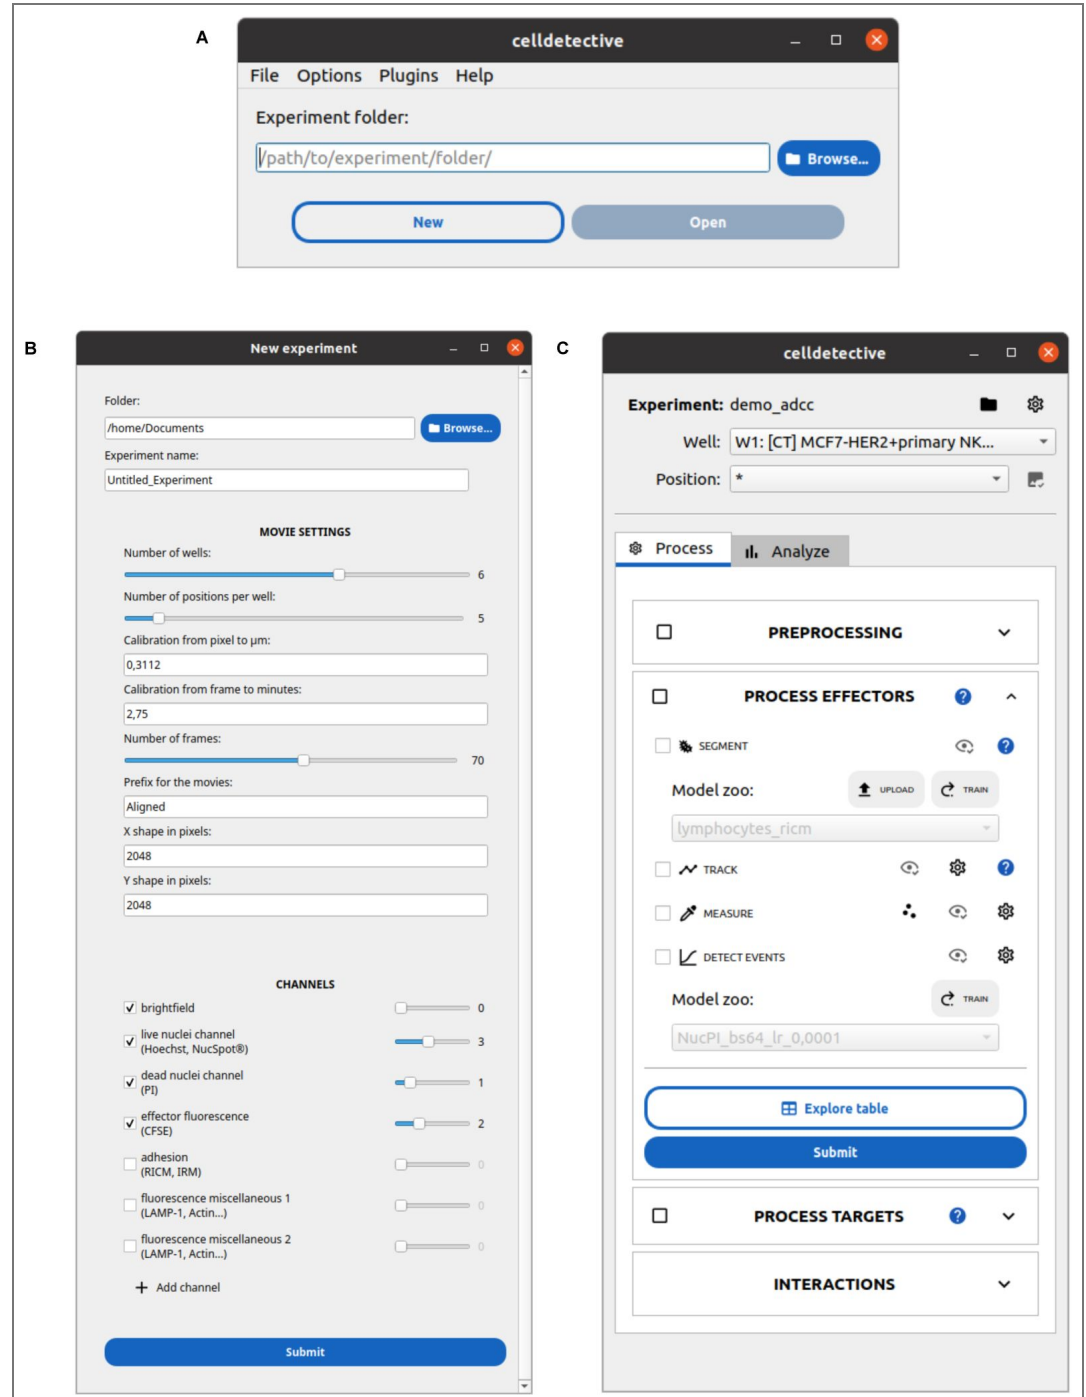 A
celldetective
File Options Plugins Help
Experiment folder:
/path/to/experiment/folder/
Browse...
New
Open
B
New experiment
Folder:
/home/Documents
Browse...
Experiment name:
Untitled_Experiment
MOVIE SETTINGS
Number of wells:
6
Number of positions per well:
5
Calibration from pixel to µm:
0,3112
Calibration from frame to minutes:
2,75
Number of frames:
70
Prefix for the movies:
Aligned
X shape in pixels:
2048
Y shape in pixels:
2048
CHANNELS
brightfield
0
live nuclei channel
(Hoechst, NucSpot®)
3
dead nuclei channel
(PI)
1
effector fluorescence
(CFSE)
2
adhesion
(RICM, IRM)
0
fluorescence miscellaneous 1
(LAMP-1, Actin...)
0
fluorescence miscellaneous 2
(LAMP-1, Actin...)
0
+ Add channel
Submit
C
celldetective
Experiment: demo_adcc
Well: W1: [CT] MCF7-HER2+primary NK...
Position: *
Process
Analyze
PREPROCESSING
PROCESS EFFECTORS ?
SEGMENT ?
Model zoo: UPLOAD TRAIN
lymphocytes_ricm
TRACK ?
MEASURE
DETECT EVENTS
Model zoo: TRAIN
NucPI_bs64_lr_0,0001
Explore table
Submit
PROCESS TARGETS ?
INTERACTIONS